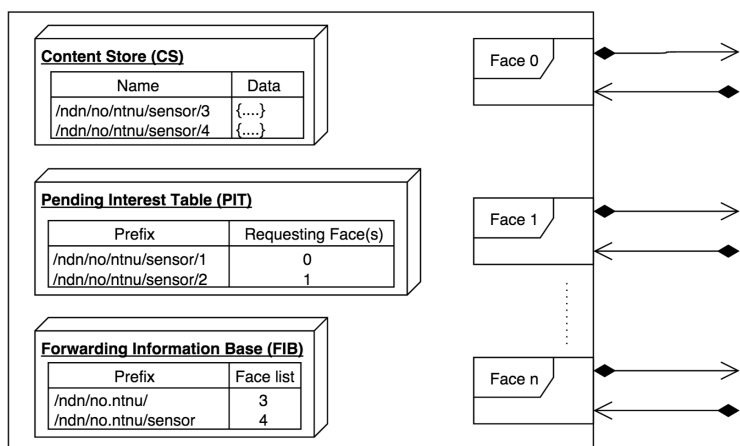 Content Store (CS)
Name Data
/ndn/no/ntnu/sensor/3 {....}
/ndn/no/ntnu/sensor/4 {....}
Pending Interest Table (PIT)
Prefix Requesting Face(s)
/ndn/no/ntnu/sensor/1 0
/ndn/no/ntnu/sensor/2 1
Forwarding Information Base (FIB)
Prefix Face list
/ndn/no.ntnu/ 3
/ndn/no.ntnu/sensor 4
Face 0
Face 1
Face n